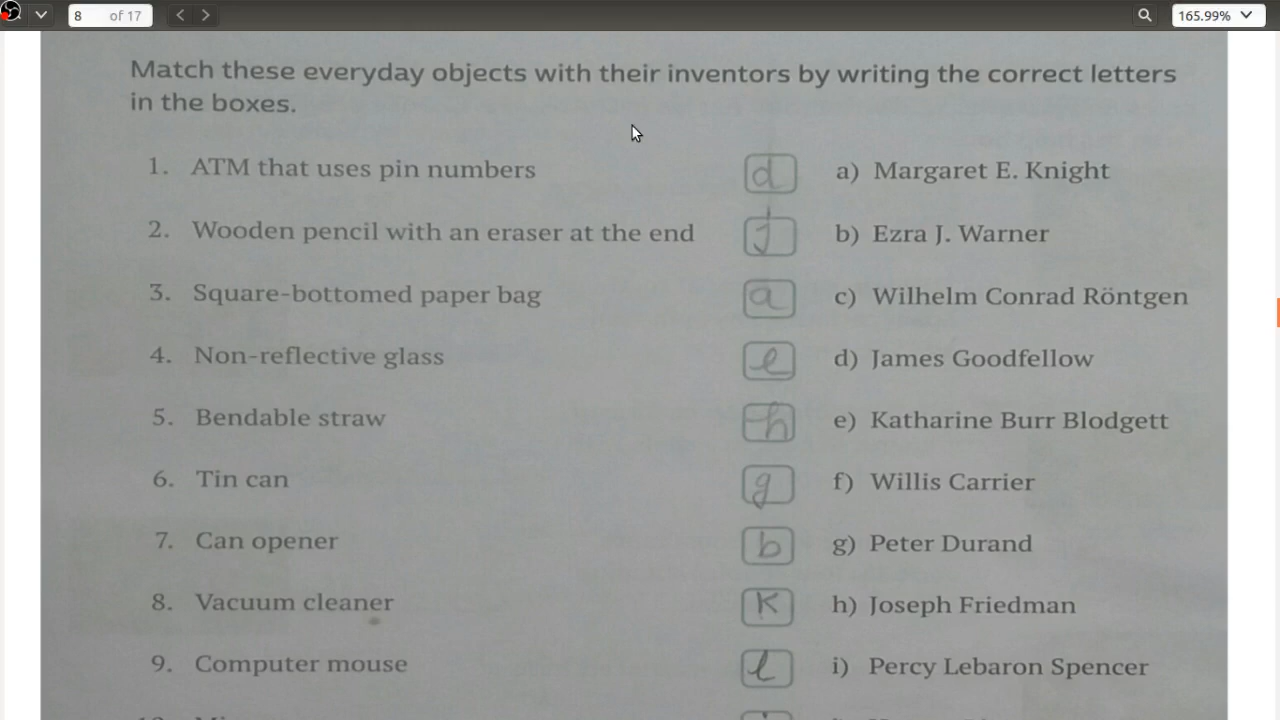 8 of 17 165.99%
Match these everyday objects with their inventors by writing the correct letters
in the boxes.
1. ATM that uses pin numbers d a) Margaret E. Knight
2. Wooden pencil with an eraser at the end j b) Ezra J. Warner
3. Square-bottomed paper bag a c) Wilhelm Conrad Röntgen
4. Non-reflective glass e d) James Goodfellow
5. Bendable straw h e) Katharine Burr Blodgett
6. Tin can g f) Willis Carrier
7. Can opener b g) Peter Durand
8. Vacuum cleaner K h) Joseph Friedman
9. Computer mouse l i) Percy Lebaron Spencer